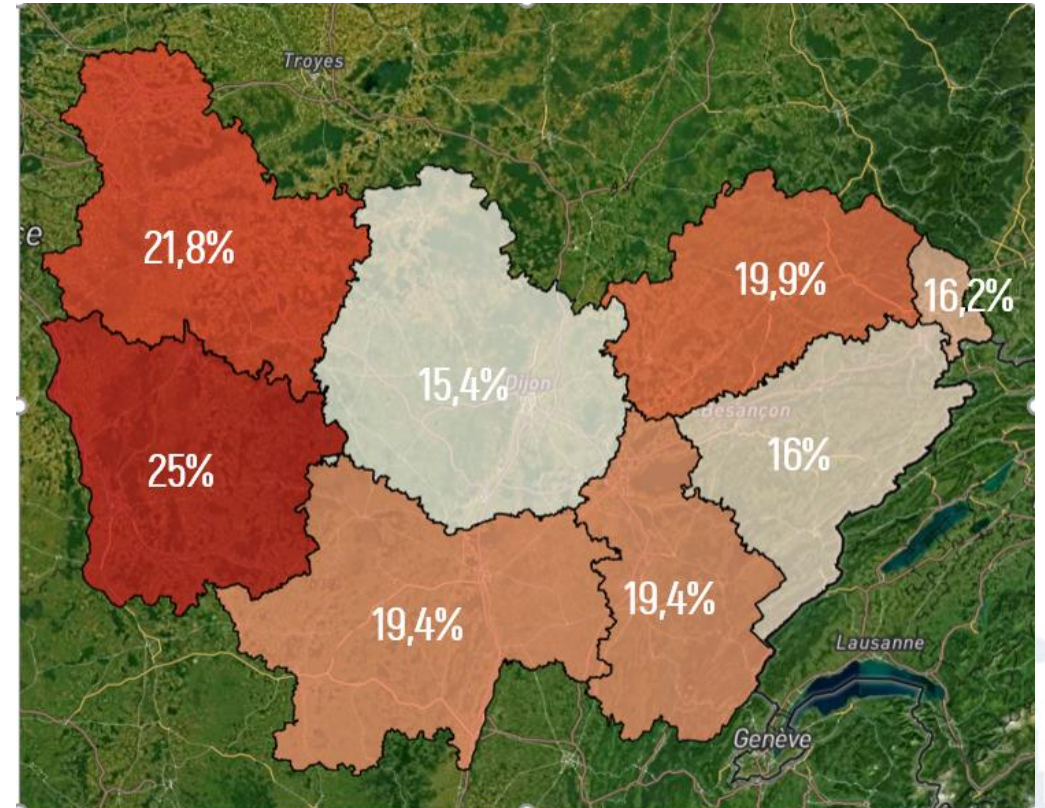 Troyes
ce
21,8%
19,9%
16,2%
15,4%
Dijon
Besançon
16%
25%
19,4%
19,4%
Lausanne
Genève